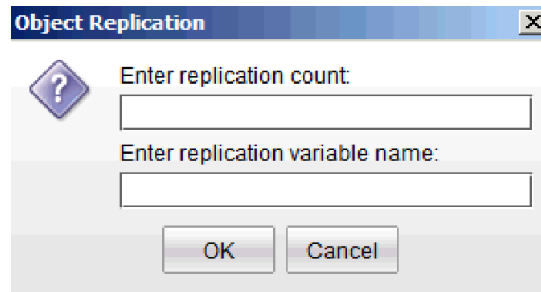 Object Replication
Enter replication count:
Enter replication variable name:
OK Cancel